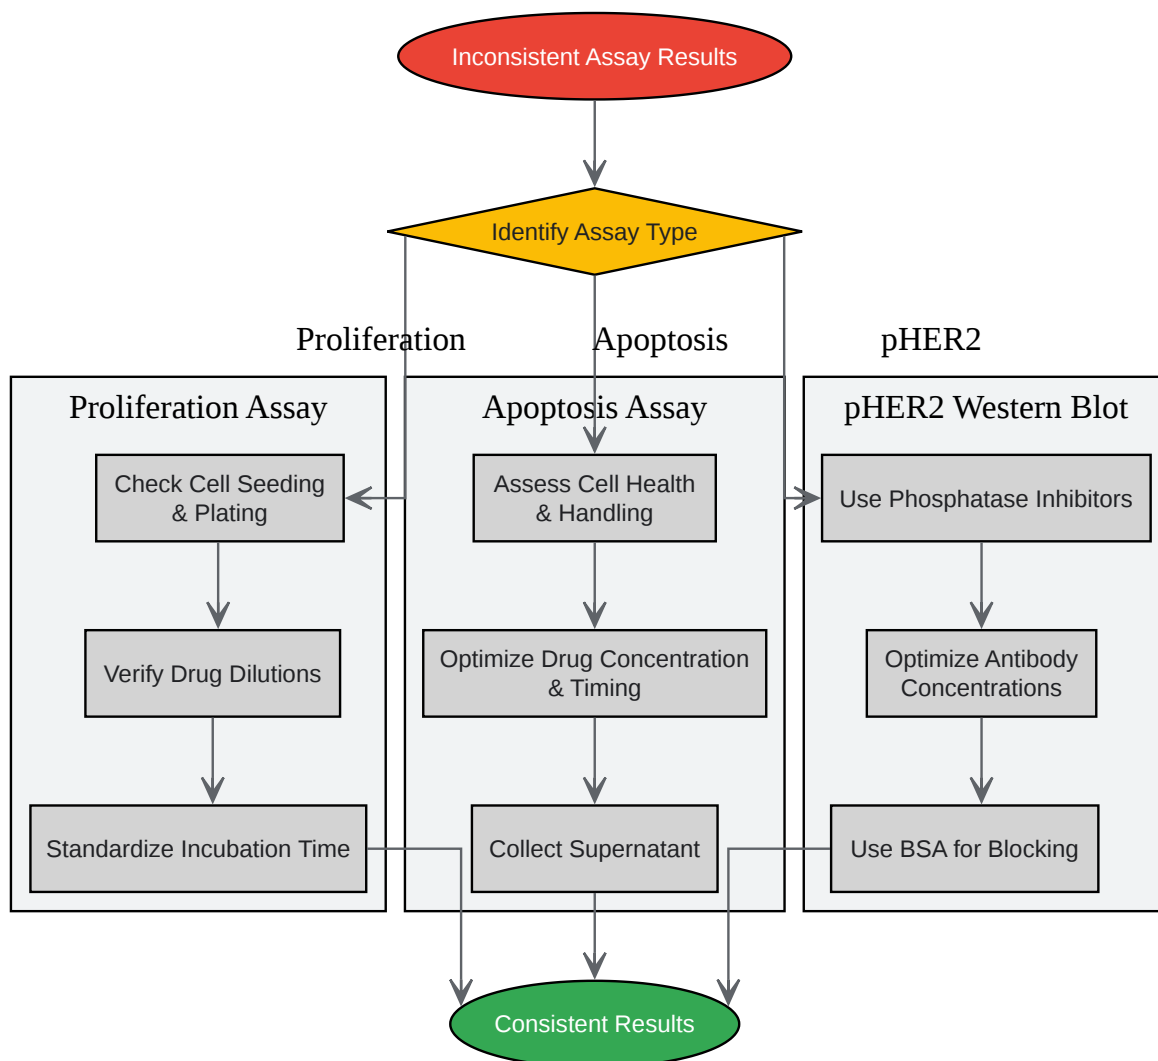 Inconsistent Assay Results
Identify Assay Type
Proliferation
Apoptosis
pHER2
Proliferation Assay
Apoptosis Assay
pHER2 Western Blot
Check Cell Seeding
& Plating
Assess Cell Health
& Handling
Use Phosphatase Inhibitors
Verify Drug Dilutions
Optimize Drug Concentration
& Timing
Optimize Antibody
Concentrations
Standardize Incubation Time
Collect Supernatant
Use BSA for Blocking
Consistent Results